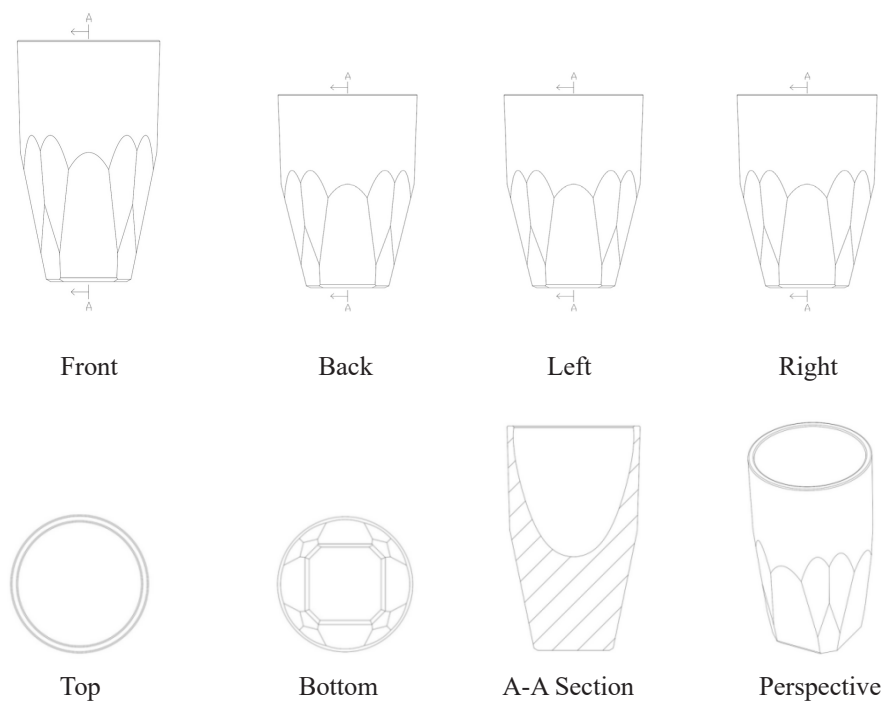 A
A
A
A
A
A
A
A
Front
Back
Left
Right
Top
Bottom
A-A Section
Perspective